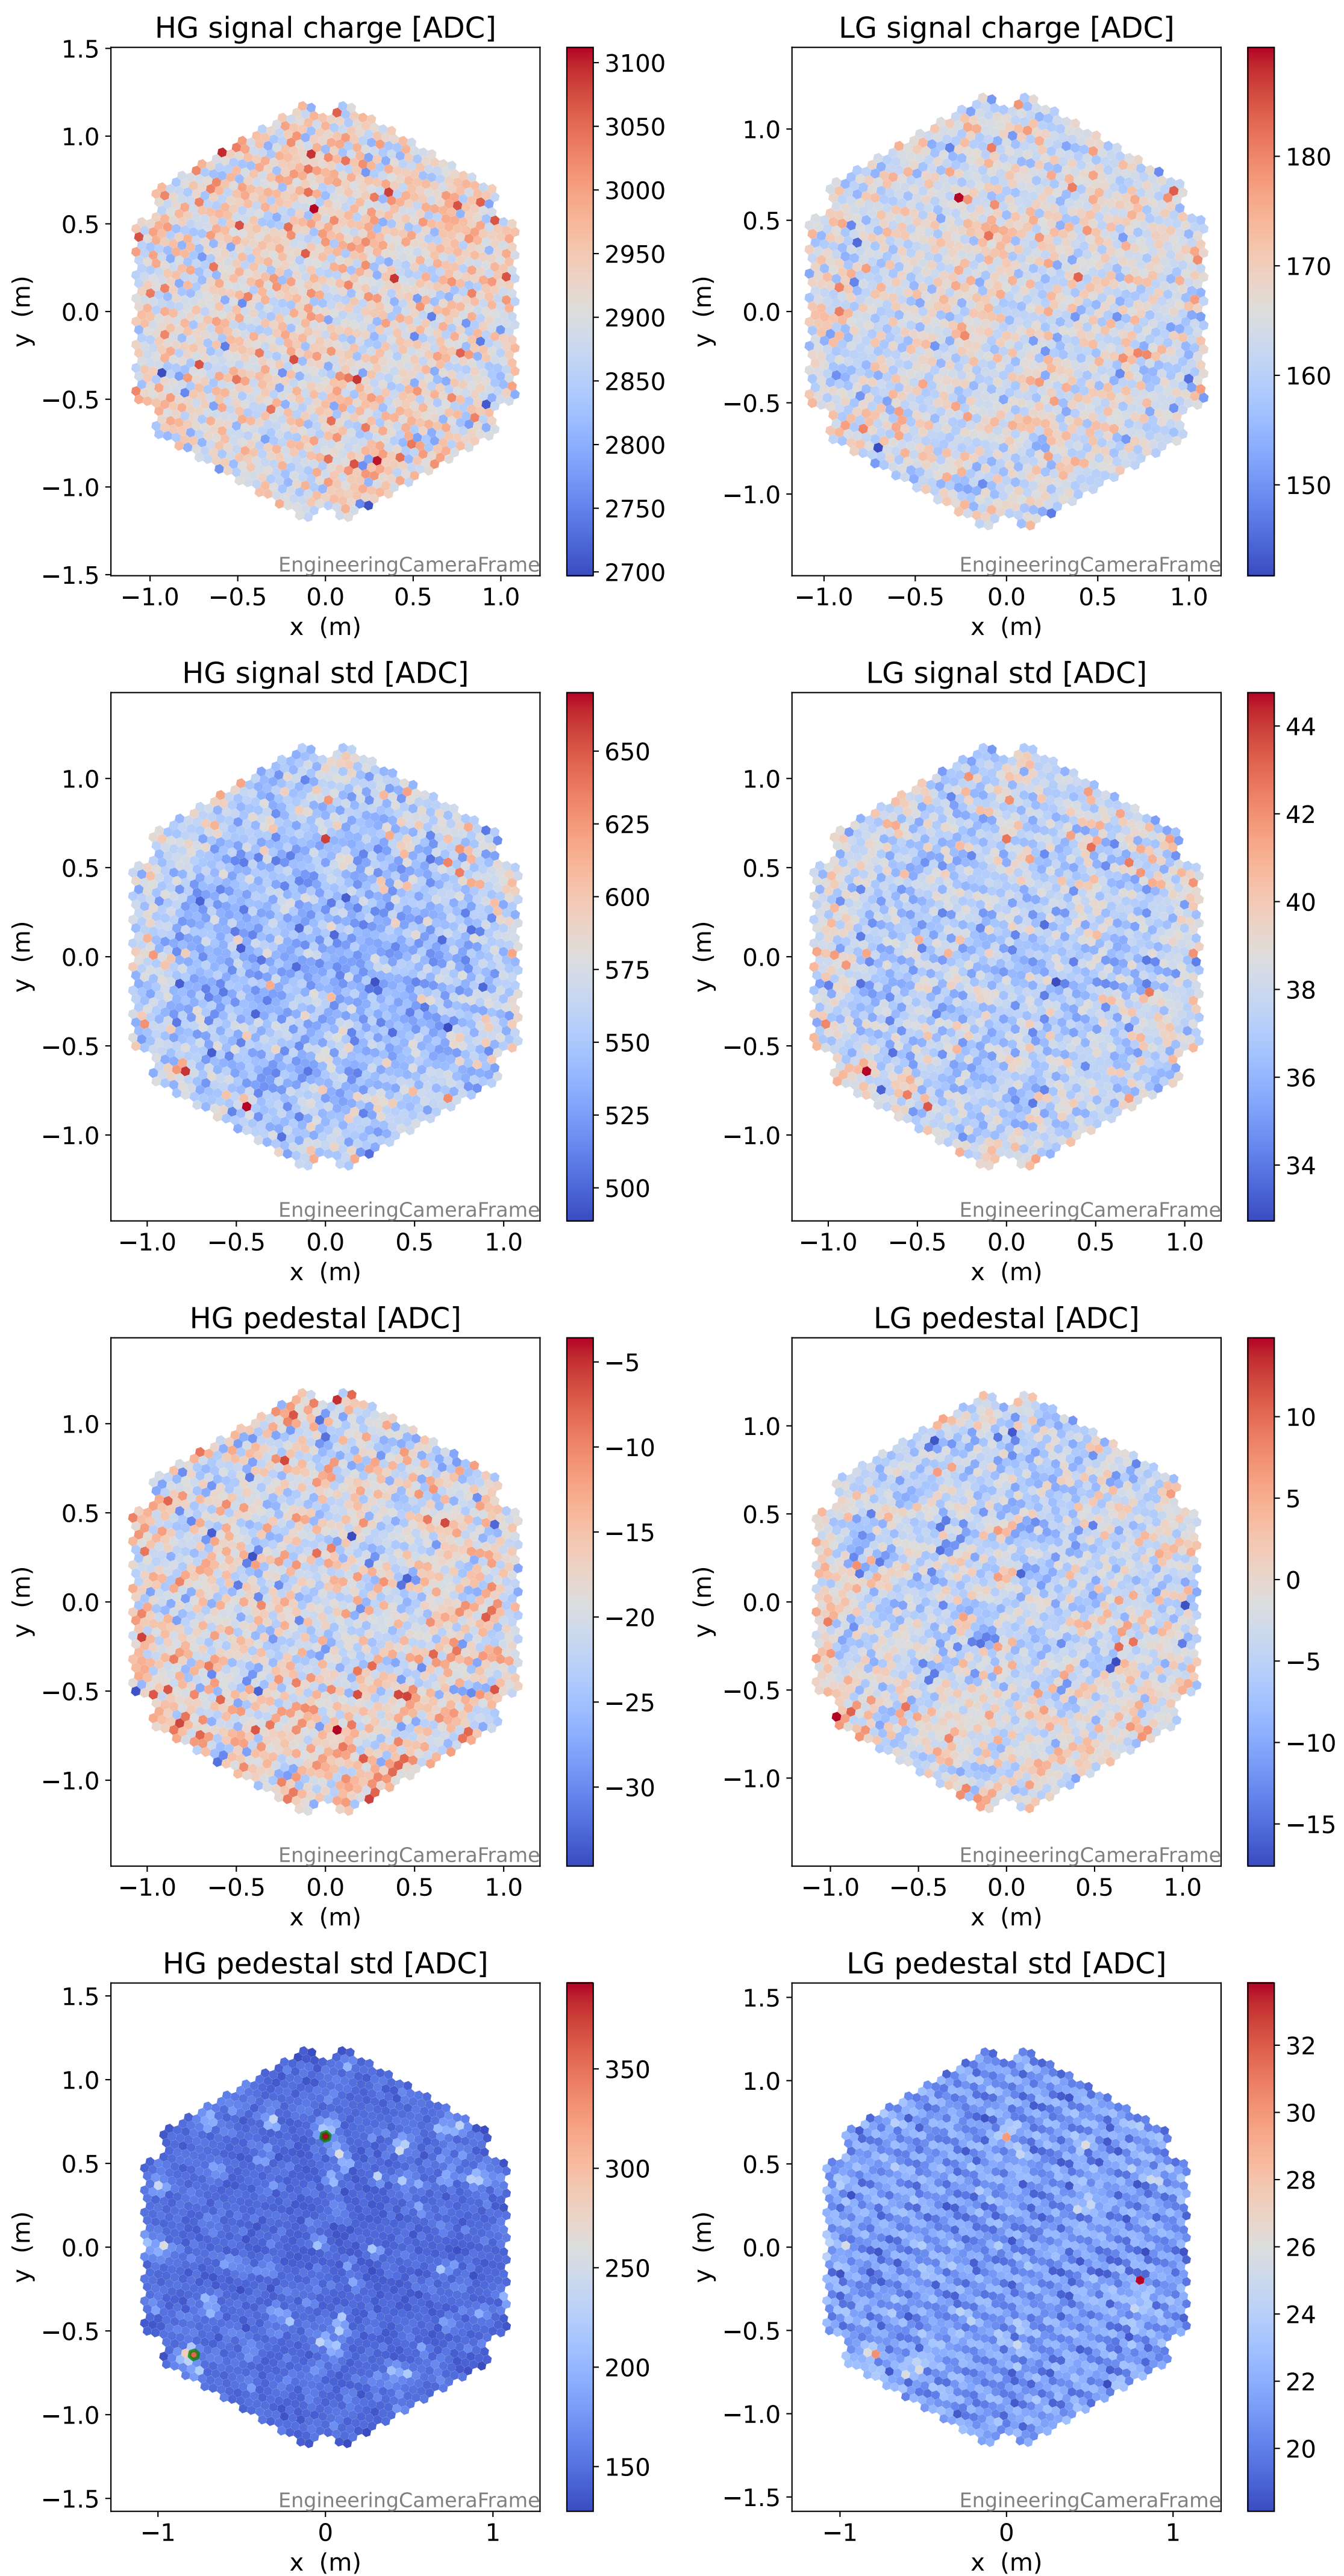 HG signal charge [ADC]
1.5
1.0
0.5
0.0
−0.5
−1.0
−1.5
y (m)
−1.0 −0.5 0.0 0.5 1.0
x (m)
EngineeringCameraFrame
3100
3050
3000
2950
2900
2850
2800
2750
2700
LG signal charge [ADC]
1.0
0.5
0.0
−0.5
−1.0
y (m)
−1.0 −0.5 0.0 0.5 1.0
x (m)
EngineeringCameraFrame
180
170
160
150
HG signal std [ADC]
1.0
0.5
0.0
−0.5
−1.0
y (m)
−1.0 −0.5 0.0 0.5 1.0
x (m)
EngineeringCameraFrame
650
625
600
575
550
525
500
LG signal std [ADC]
1.0
0.5
0.0
−0.5
−1.0
y (m)
−1.0 −0.5 0.0 0.5 1.0
x (m)
EngineeringCameraFrame
44
42
40
38
36
34
HG pedestal [ADC]
1.0
0.5
0.0
−0.5
−1.0
y (m)
−1.0 −0.5 0.0 0.5 1.0
x (m)
EngineeringCameraFrame
−5
−10
−15
−20
−25
−30
LG pedestal [ADC]
1.0
0.5
0.0
−0.5
−1.0
y (m)
−1.0 −0.5 0.0 0.5 1.0
x (m)
EngineeringCameraFrame
10
5
0
−5
−10
−15
HG pedestal std [ADC]
1.5
1.0
0.5
0.0
−0.5
−1.0
−1.5
y (m)
−1 0 1
x (m)
EngineeringCameraFrame
350
300
250
200
150
LG pedestal std [ADC]
1.5
1.0
0.5
0.0
−0.5
−1.0
−1.5
y (m)
−1 0 1
x (m)
EngineeringCameraFrame
32
30
28
26
24
22
20